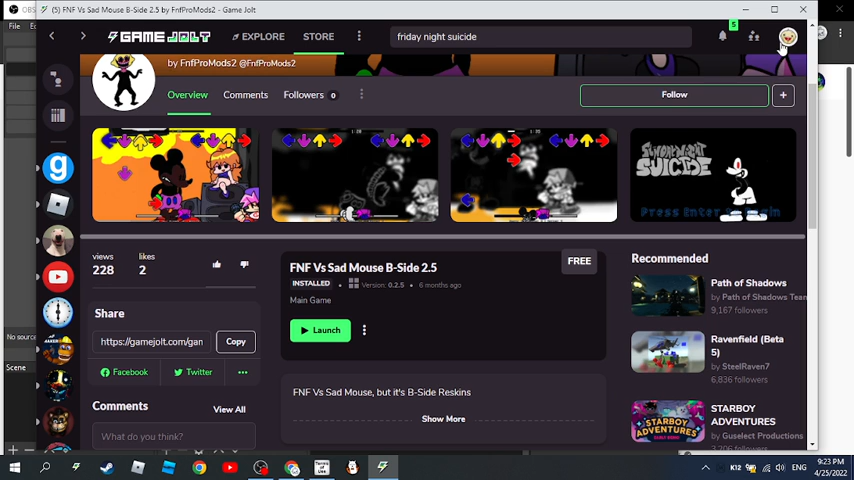 (5) FNF Vs Sad Mouse B-Side 2.5 by FnfProMods2 - Game Jolt
OBS
File
GAME JOLT
EXPLORE
STORE
friday night suicide
5
by FnfProMods2 @FnfProMods2
Overview
Comments
Followers 0
Follow
SUNDAY NIGHT
SUICIDE
Press Enter to Begin
views
228
likes
2
FNF Vs Sad Mouse B-Side 2.5
FREE
INSTALLED
Version: 0.2.5
6 months ago
Main Game
Launch
Share
https://gamejolt.com/gam
Copy
Facebook
Twitter
Comments
View All
What do you think?
FNF Vs Sad Mouse, but it's B-Side Reskins
Show More
Recommended
Path of Shadows
by Path of Shadows Team
9,167 followers
Ravenfield (Beta
5)
by SteelRaven7
6,836 followers
STARBOY
ADVENTURES
STARBOY
ADVENTURES
by Guselect Productions
No source
Scene
K12
ENG
9:23 PM
4/25/2022